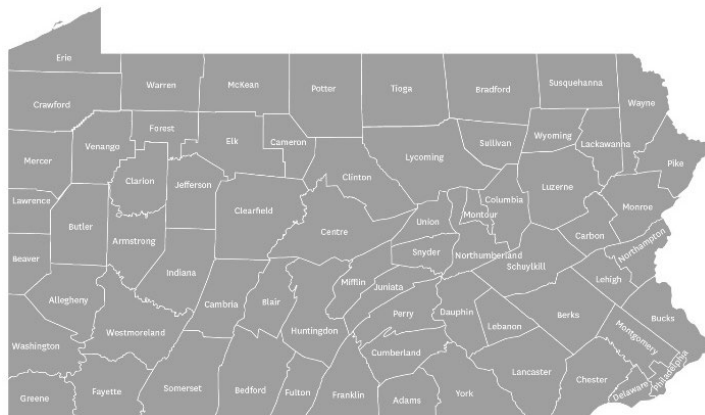 Erie
Warren
McKean
Potter
Tioga
Bradford
Susquehanna
Wayne
Crawford
Forest
Elk
Cameron
Sullivan
Wyoming
Lackawanna
Pike
Venango
Mercer
Clarion
Jefferson
Clinton
Lycoming
Luzerne
Monroe
Lawrence
Butler
Armstrong
Clearfield
Centre
Union
Montour
Columbia
Carbon
Northampton
Beaver
Indiana
Snyder
Northumberland
Schuylkill
Lehigh
Allegheny
Cambria
Blair
Mifflin
Juniata
Perry
Dauphin
Lebanon
Berks
Bucks
Washington
Westmoreland
Huntingdon
Cumberland
Montgomery
Philadelphia
Greene
Fayette
Somerset
Bedford
Fulton
Franklin
Adams
York
Lancaster
Chester
Delaware